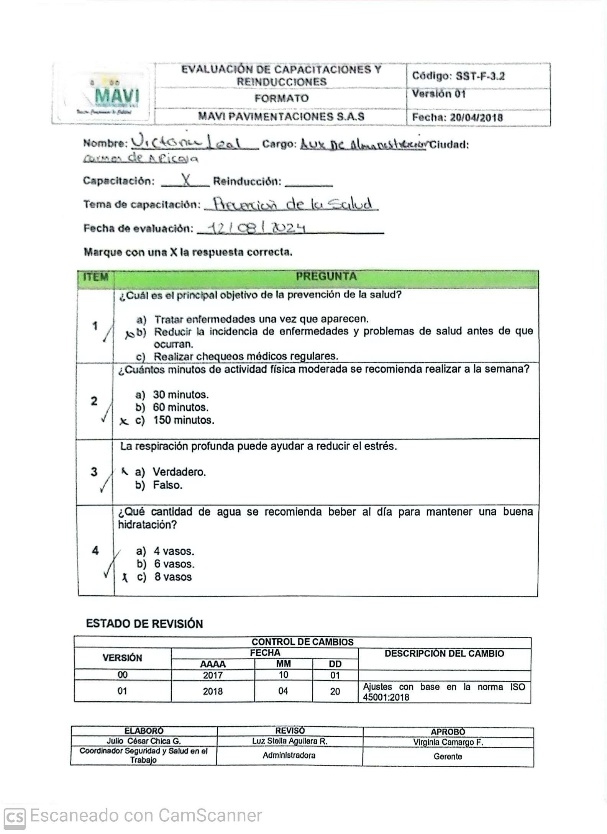 MAVI
EVALUACIÓN DE CAPACITACIONES Y
REINDUCCIONES
FORMATO
MAVI PAVIMENTACIONES S.A.S
Código: SST-F-3.2
Versión 01
Fecha: 20/04/2018
Nombre: Victoria Leal Cargo: Aux De Ciudad:
de Apicala
Capacitación: X Reinducción:
Tema de capacitación: Prevención de la Salud
Fecha de evaluación: 12/08/2024
Marque con una X la respuesta correcta.
ITEM PREGUNTA
¿Cuál es el principal objetivo de la prevención de la salud?
1
a) Tratar enfermedades una vez que aparecen.
x b) Reducir la incidencia de enfermedades y problemas de salud antes de que
ocurran.
c) Realizar chequeos médicos regulares.
¿Cuántos minutos de actividad física moderada se recomienda realizar a la semana?
2
a) 30 minutos.
b) 60 minutos.
x c) 150 minutos.
La respiración profunda puede ayudar a reducir el estrés.
3
x a) Verdadero.
b) Falso.
¿Qué cantidad de agua se recomienda beber al día para mantener una buena
hidratación?
4
a) 4 vasos.
b) 6 vasos.
x c) 8 vasos
ESTADO DE REVISIÓN
CONTROL DE CAMBIOS
VERSIÓN FECHA DESCRIPCIÓN DEL CAMBIO
AAAA MM DD
00 2017 10 01
01 2018 04 20 Ajustes con base en la norma ISO
45001:2018
ELABORÓ REVISÓ APROBÓ
Julio César Chica G. Luz Stella Aguilera R. Virginia Camargo F.
Coordinador Seguridad y Salud en el
Trabajo Administradora Gerente
CS Escaneado con CamScanner